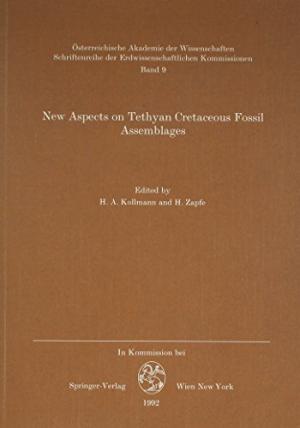 Österreichische Akademie der Wissenschaften
Schriftenreihe der Erdwissenschaftlichen Kommissionen
Band 9
New Aspects on Tethyan Cretaceous Fossil
Assemblages
Edited by
H. A. Kollmann and H. Zapfe
In Kommission bei
Springer-Verlag Wien New York
1992